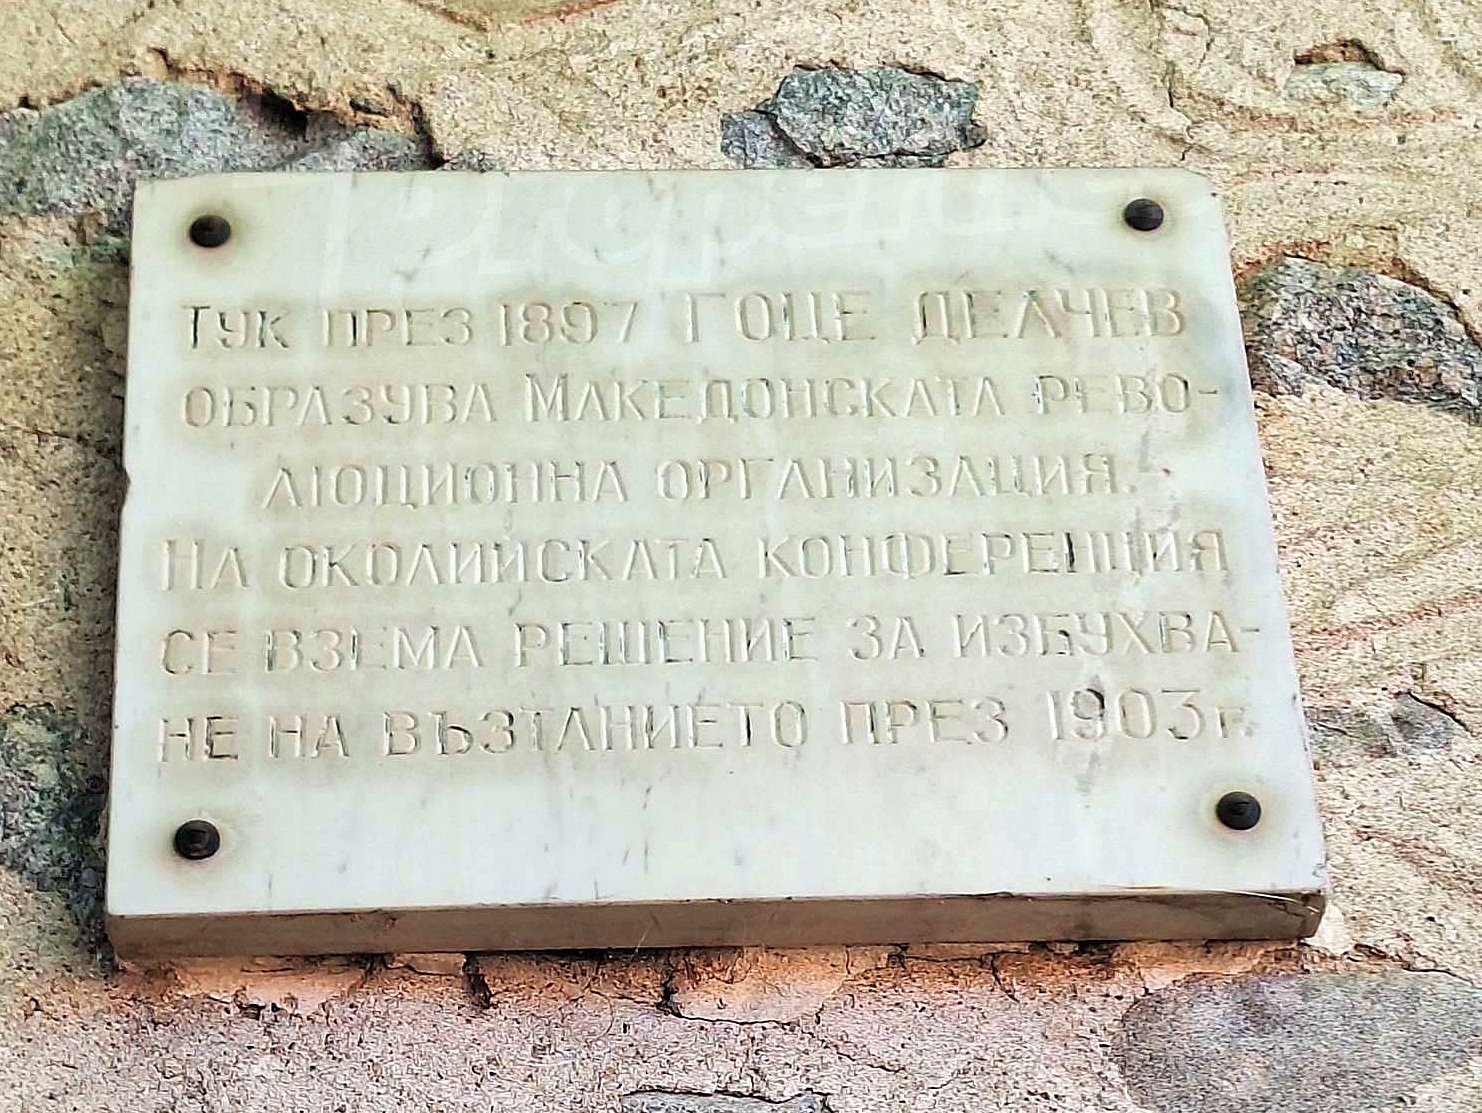 Тук през 1897 Гоце Делчев
образува Македонската рево-
люционна организация.
На околийската конференция
се взема решение за избухва-
не на възтанието през 1903 г.